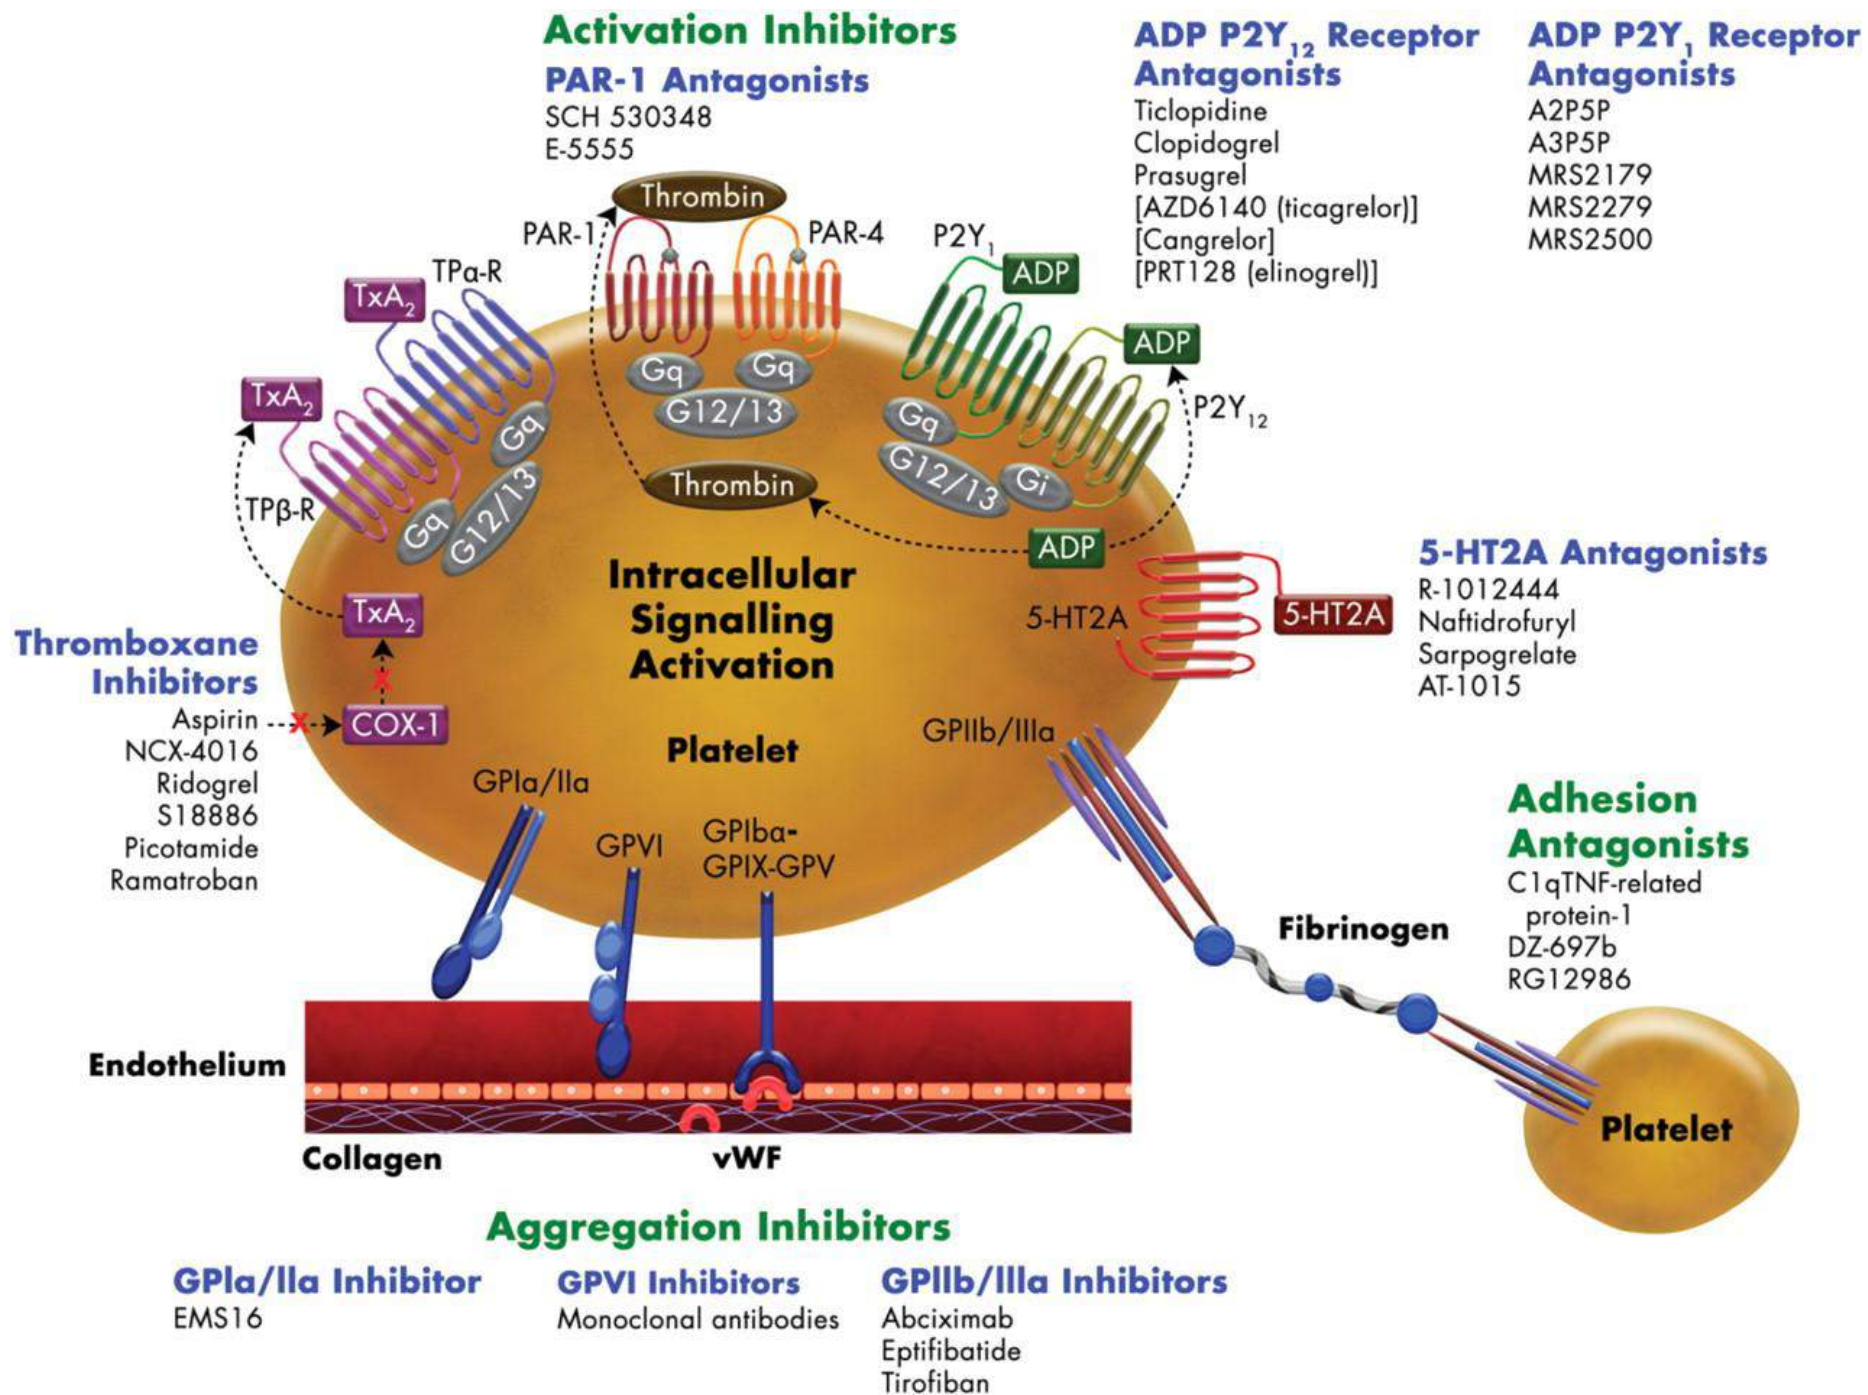 Activation Inhibitors
PAR-1 Antagonists
SCH 530348
E-5555
ADP P2Y12 Receptor
Antagonists
Ticlopidine
Clopidogrel
Prasugrel
[AZD6140 (ticagrelor)]
[Cangrelor]
[PRT128 (elinogrel)]
ADP P2Y1 Receptor
Antagonists
A2P5P
A3P5P
MRS2179
MRS2279
MRS2500
Thrombin
PAR-1
PAR-4
P2Y1
ADP
TPα-R
TxA2
ADP
P2Y12
TxA2
TPβ-R
Gq
Gq
G12/13
Gq
G12/13
Gq
G12/13
Gq
G12/13
Gi
Thrombin
ADP
Intracellular
Signalling
Activation
TxA2
COX-1
5-HT2A
5-HT2A
5-HT2A Antagonists
R-1012444
Naftidrofuryl
Sarpogrelate
AT-1015
Thromboxane
Inhibitors
Aspirin
NCX-4016
Ridogrel
S18886
Picotamide
Ramatroban
X
X
Platelet
GPIIb/IIIa
GPIa/IIa
GPVI
GPIba-
GPIX-GPV
Adhesion
Antagonists
C1qTNF-related
protein-1
DZ-697b
RG12986
Fibrinogen
Platelet
Endothelium
Collagen
vWF
Aggregation Inhibitors
GPIa/IIa Inhibitor
EMS16
GPVI Inhibitors
Monoclonal antibodies
GPIIb/IIIa Inhibitors
Abciximab
Eptifibatide
Tirofiban